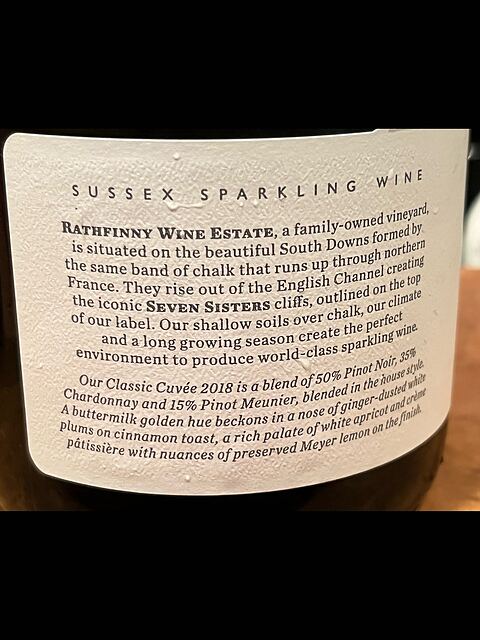 SUSSEX SPARKLING WINE
RATHFINNY WINE ESTATE, a family-owned vineyard,
is situated on the beautiful South Downs formed by
the same band of chalk that runs up through northern
France. They rise out of the English Channel creating
the iconic SEVEN SISTERS cliffs, outlined on the top
of our label. Our shallow soils over chalk, our climate
and a long growing season create the perfect
environment to produce world-class sparkling wine.
Our Classic Cuvée 2018 is a blend of 50% Pinot Noir, 35%
Chardonnay and 15% Pinot Meunier, blended in the house style.
A buttermilk golden hue beckons in a nose of ginger-dusted white
plums on cinnamon toast, a rich palate of white apricot and crème
pâtissière with nuances of preserved Meyer lemon on the finish.